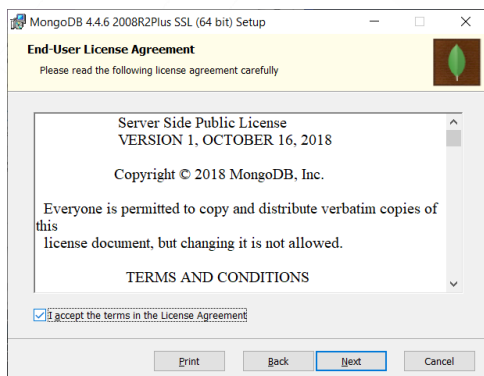 MongoDB 4.4.6 2008R2Plus SSL (64 bit) Setup
End-User License Agreement
Please read the following license agreement carefully
Server Side Public License
VERSION 1, OCTOBER 16, 2018
Copyright © 2018 MongoDB, Inc.
Everyone is permitted to copy and distribute verbatim copies of
this
license document, but changing it is not allowed.
TERMS AND CONDITIONS
I accept the terms in the License Agreement
Print Back Next Cancel